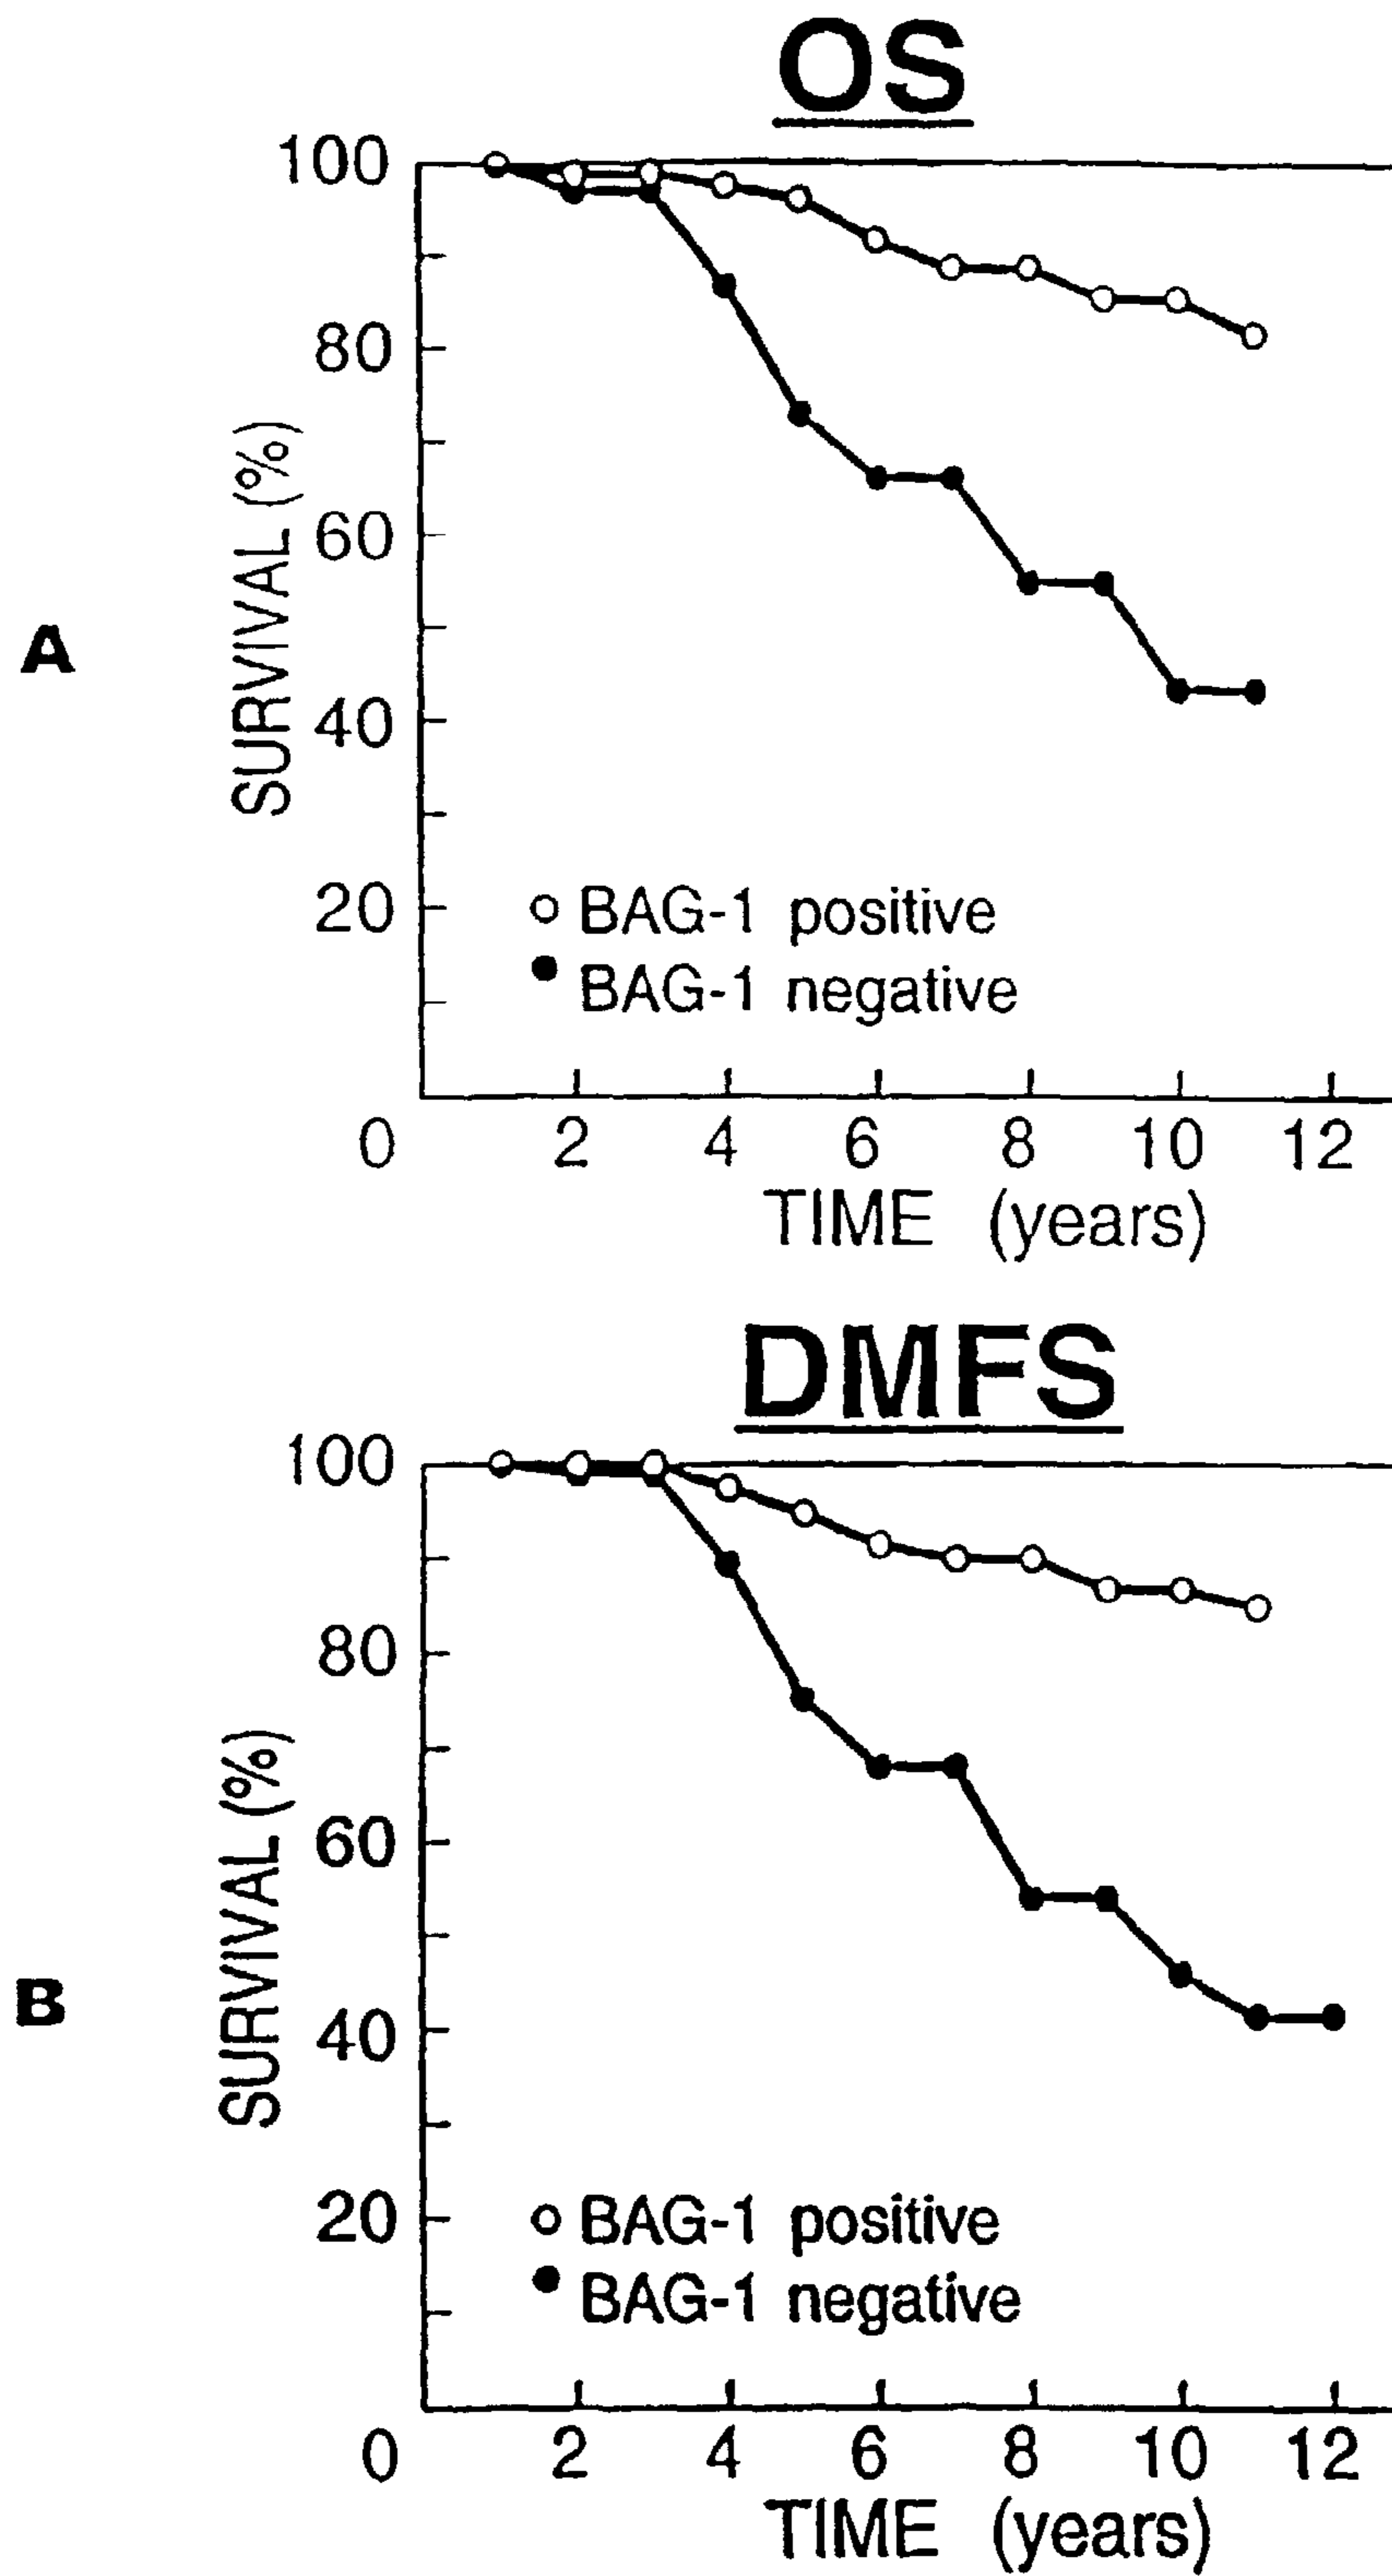 OS
100
80
60
40
20
0
A
SURVIVAL (%)
BAG-1 positive
BAG-1 negative
2 4 6 8 10 12
TIME (years)
DMFS
100
80
60
40
20
0
B
SURVIVAL (%)
BAG-1 positive
BAG-1 negative
2 4 6 8 10 12
TIME (years)